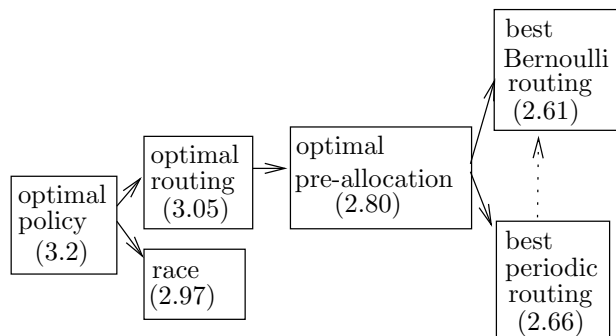 optimal
policy
(3.2)
optimal
routing
(3.05)
race
(2.97)
optimal
pre-allocation
(2.80)
best
Bernoulli
routing
(2.61)
best
periodic
routing
(2.66)